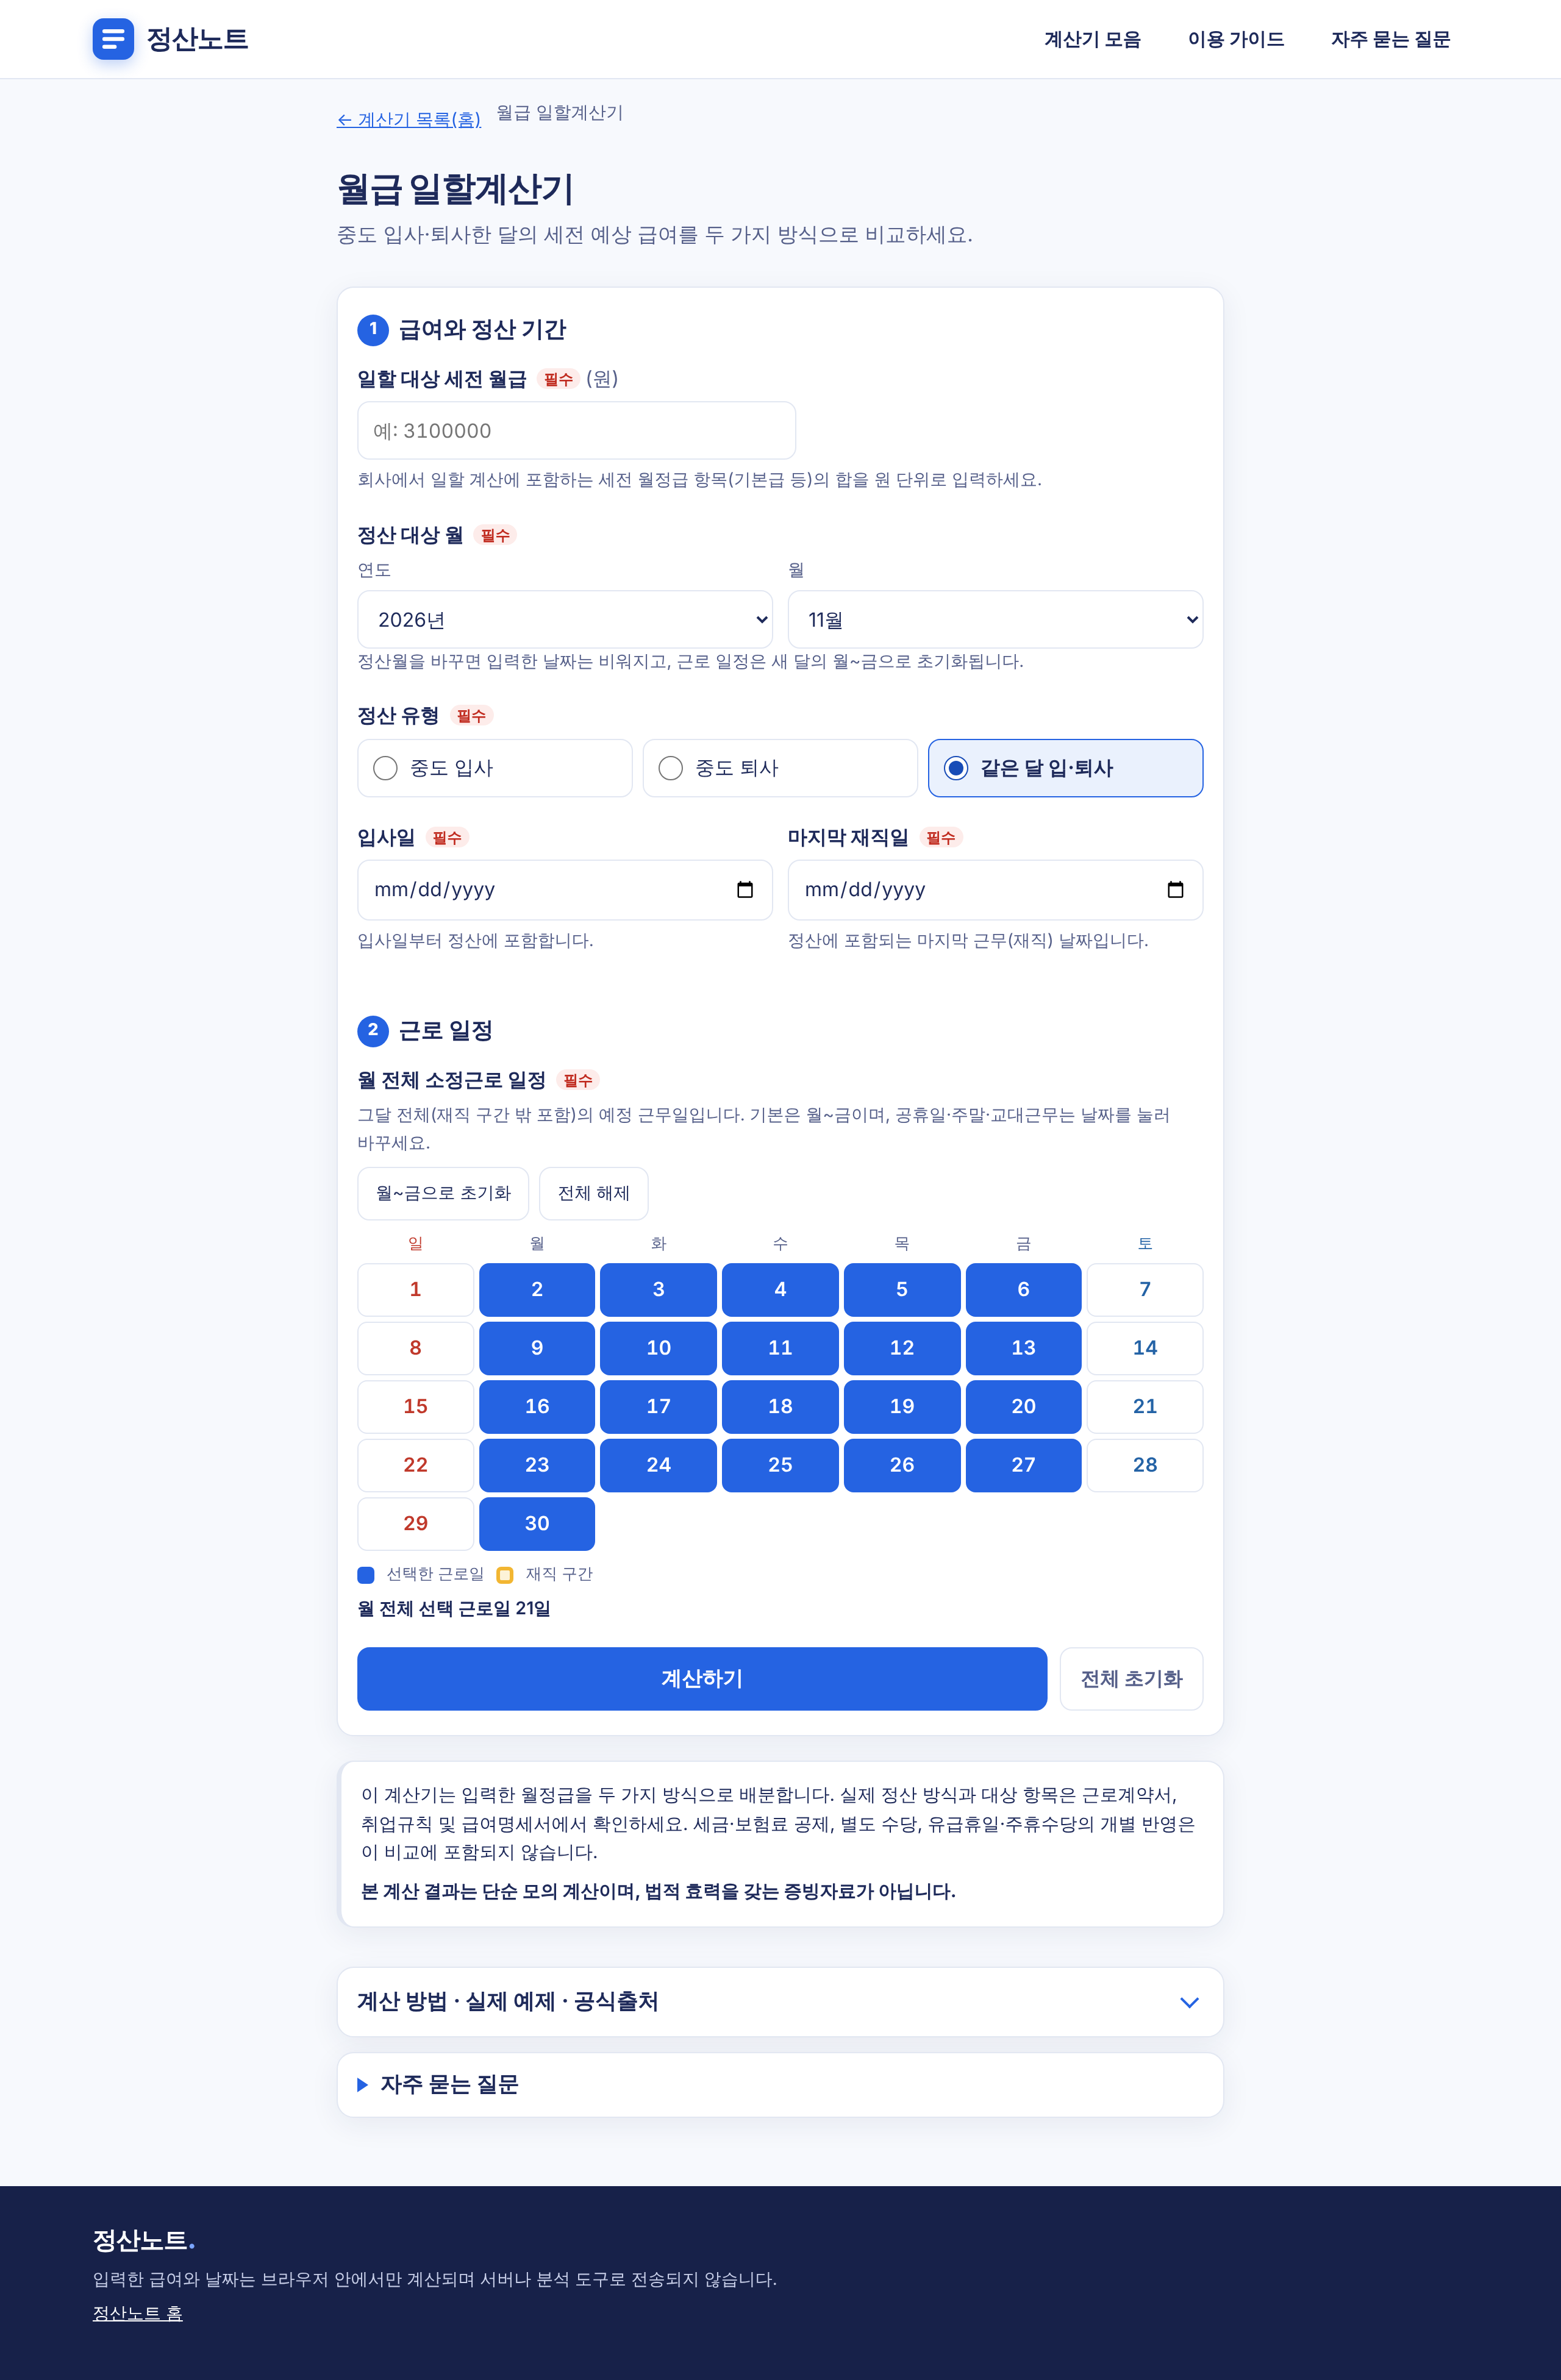 정산노트
계산기 모음
이용 가이드
자주 묻는 질문
← 계산기 목록(홈)
월급 일할계산기
월급 일할계산기
중도 입사·퇴사한 달의 세전 예상 급여를 두 가지 방식으로 비교하세요.
1 급여와 정산 기간
일할 대상 세전 월급 필수 (원)
예: 3100000
회사에서 일할 계산에 포함하는 세전 월정급 항목(기본급 등)의 합을 원 단위로 입력하세요.
정산 대상 월 필수
연도 월
2026년 11월
정산월을 바꾸면 입력한 날짜는 비워지고, 근로 일정은 새 달의 월~금으로 초기화됩니다.
정산 유형 필수
중도 입사 중도 퇴사 같은 달 입·퇴사
입사일 필수 마지막 재직일 필수
mm/dd/yyyy mm/dd/yyyy
입사일부터 정산에 포함합니다. 정산에 포함되는 마지막 근무(재직) 날짜입니다.
2 근로 일정
월 전체 소정근로 일정 필수
그달 전체(재직 구간 밖 포함)의 예정 근무일입니다. 기본은 월~금이며, 공휴일·주말·교대근무는 날짜를 눌러
바꾸세요.
월~금으로 초기화 전체 해제
일 월 화 수 목 금 토
1 2 3 4 5 6 7
8 9 10 11 12 13 14
15 16 17 18 19 20 21
22 23 24 25 26 27 28
29 30
선택한 근로일 재직 구간
월 전체 선택 근로일 21일
계산하기 전체 초기화
이 계산기는 입력한 월정급을 두 가지 방식으로 배분합니다. 실제 정산 방식과 대상 항목은 근로계약서,
취업규칙 및 급여명세서에서 확인하세요. 세금·보험료 공제, 별도 수당, 유급휴일·주휴수당의 개별 반영은
이 비교에 포함되지 않습니다.
본 계산 결과는 단순 모의 계산이며, 법적 효력을 갖는 증빙자료가 아닙니다.
계산 방법 · 실제 예제 · 공식출처
자주 묻는 질문
정산노트.
입력한 급여와 날짜는 브라우저 안에서만 계산되며 서버나 분석 도구로 전송되지 않습니다.
정산노트 홈